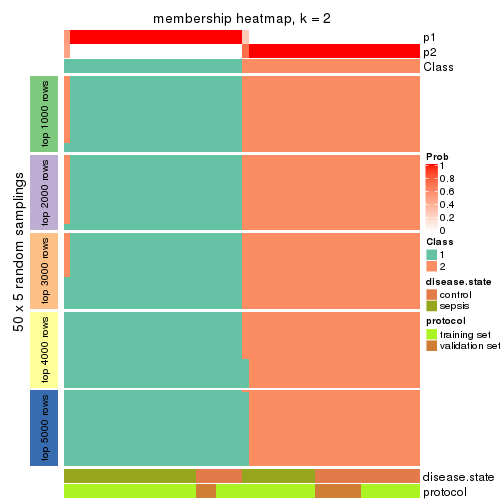 membership heatmap, k = 2
p1
p2
Class
50 x 5 random samplings
top 1000 rows
top 2000 rows
top 3000 rows
top 4000 rows
top 5000 rows
Prob
1
0.8
0.6
0.4
0.2
0
Class
1
2
disease.state
control
sepsis
protocol
training set
validation set
disease.state
protocol